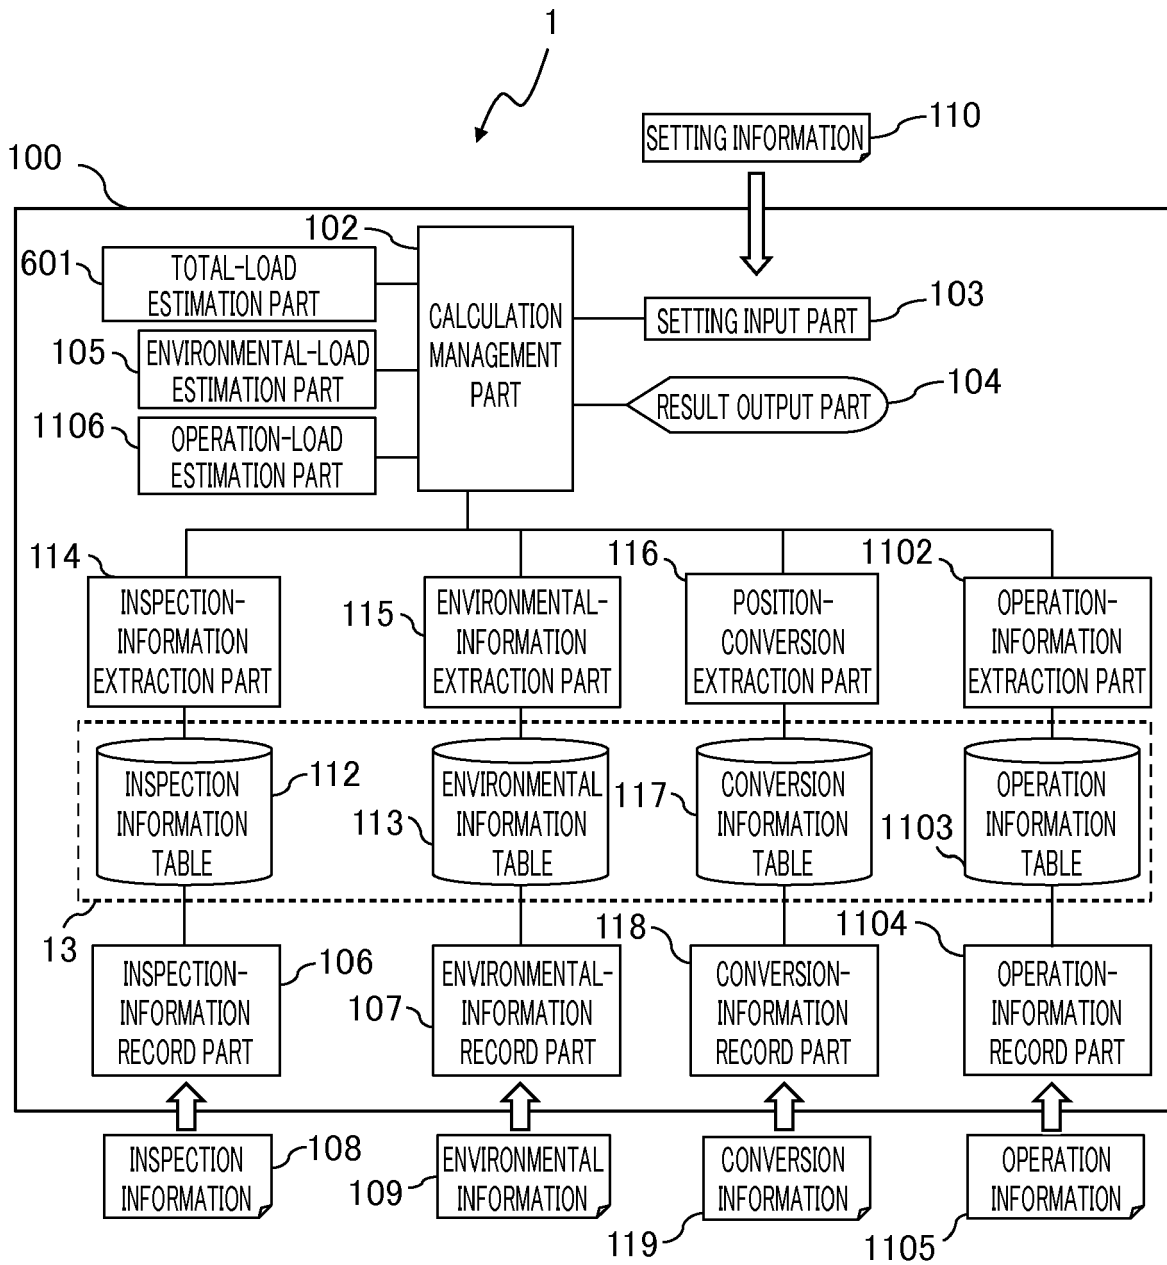 1
110
SETTING INFORMATION
100
102
601
TOTAL-LOAD
ESTIMATION PART
CALCULATION
MANAGEMENT
PART
103
SETTING INPUT PART
105
ENVIRONMENTAL-LOAD
ESTIMATION PART
104
RESULT OUTPUT PART
1106
OPERATION-LOAD
ESTIMATION PART
114
INSPECTION-
INFORMATION
EXTRACTION PART
115
ENVIRONMENTAL-
INFORMATION
EXTRACTION PART
116
POSITION-
CONVERSION
EXTRACTION PART
1102
OPERATION-
INFORMATION
EXTRACTION PART
INSPECTION
INFORMATION
TABLE
112
113
ENVIRONMENTAL
INFORMATION
TABLE
117
CONVERSION
INFORMATION
TABLE
1103
OPERATION
INFORMATION
TABLE
13
106
INSPECTION-
INFORMATION
RECORD PART
107
ENVIRONMENTAL-
INFORMATION
RECORD PART
118
CONVERSION-
INFORMATION
RECORD PART
1104
OPERATION-
INFORMATION
RECORD PART
108
INSPECTION
INFORMATION
109
ENVIRONMENTAL
INFORMATION
119
CONVERSION
INFORMATION
1105
OPERATION
INFORMATION